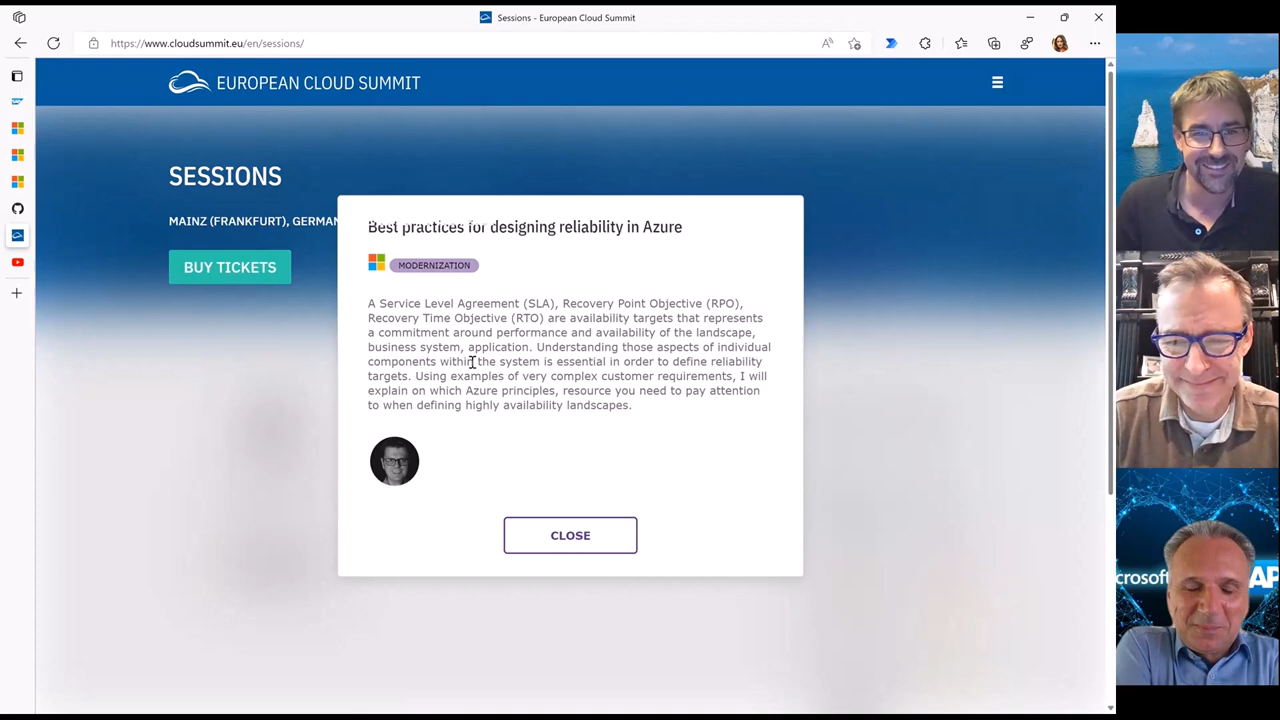 Sessions - European Cloud Summit
https://www.cloudsummit.eu/en/sessions/
EUROPEAN CLOUD SUMMIT
SESSIONS
MAINZ (FRANKFURT), GERMAN
BUY TICKETS
Best practices for designing reliability in Azure
MODERNIZATION
A Service Level Agreement (SLA), Recovery Point Objective (RPO),
Recovery Time Objective (RTO) are availability targets that represents
a commitment around performance and availability of the landscape,
business system, application. Understanding those aspects of individual
components within the system is essential in order to define reliability
targets. Using examples of very complex customer requirements, I will
explain on which Azure principles, resource you need to pay attention
to when defining highly availability landscapes.
CLOSE
crosoft
AP